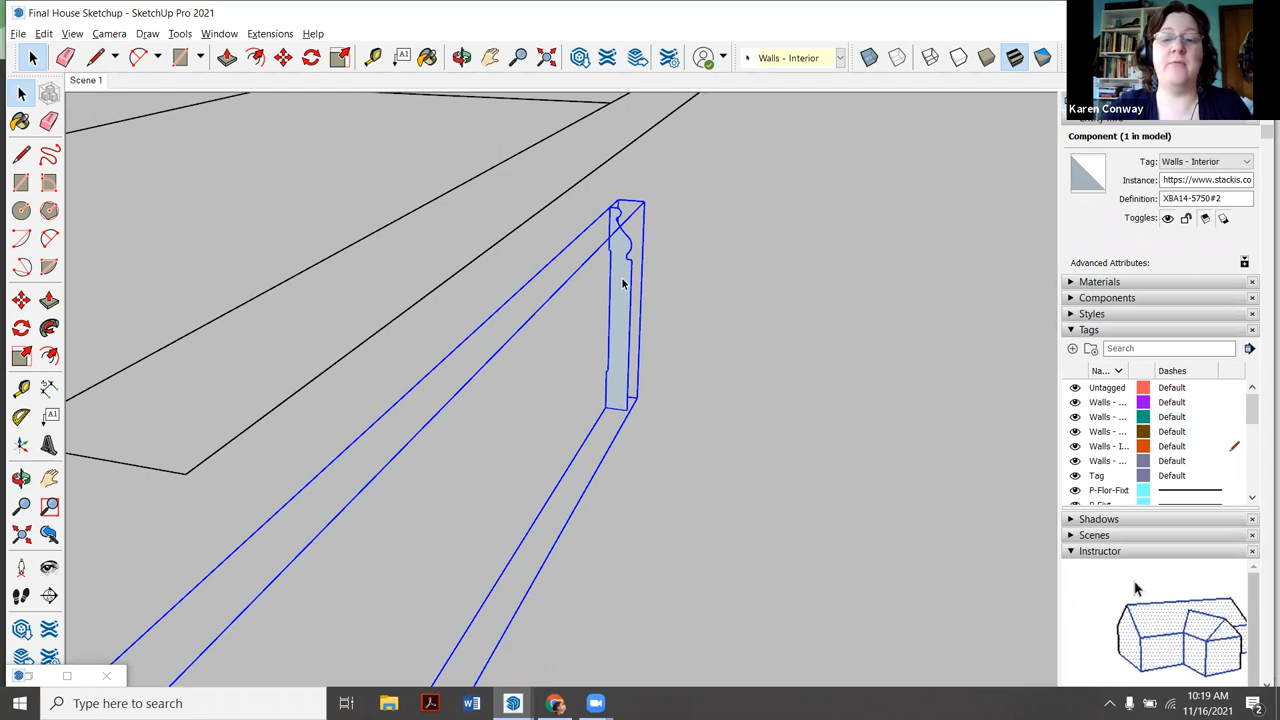 Final House Sketchup - SketchUp Pro 2021
File Edit View Camera Draw Tools Window Extensions Help
Walls - Interior
Scene 1
Karen Conway
Component (1 in model)
Tag: Walls - Interior
Instance: https://www.stackis.co
Definition: XBA14-5750#2
Toggles:
Advanced Attributes:
Materials
Components
Styles
Tags
Search
Na... Dashes
Untagged Default
Walls - ... Default
Walls - ... Default
Walls - ... Default
Walls - I... Default
Walls - ... Default
Tag Default
P-Flor-Fixt
Shadows
Scenes
Instructor
Type here to search
10:19 AM
11/16/2021
2